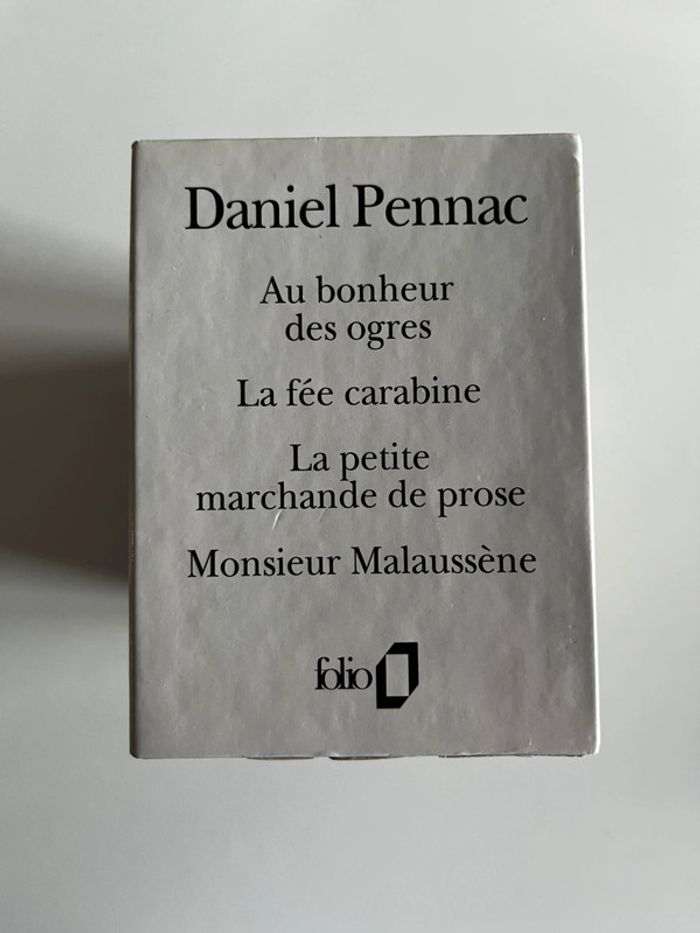 Daniel Pennac
Au bonheur
des ogres
La fée carabine
La petite
marchande de prose
Monsieur Malaussène
folio